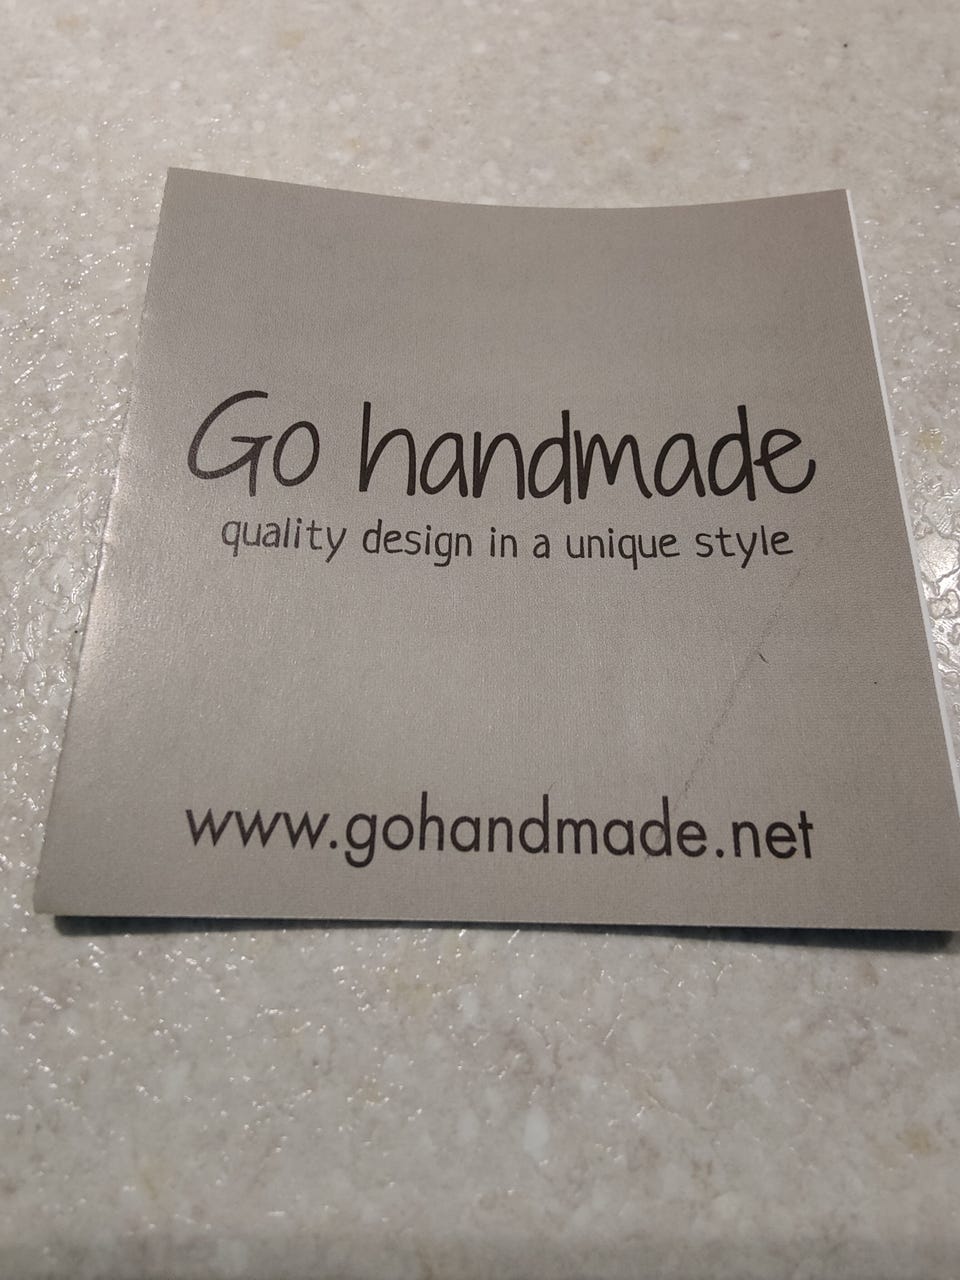 Go handmade
quality design in a unique style
www.gohandmade.net